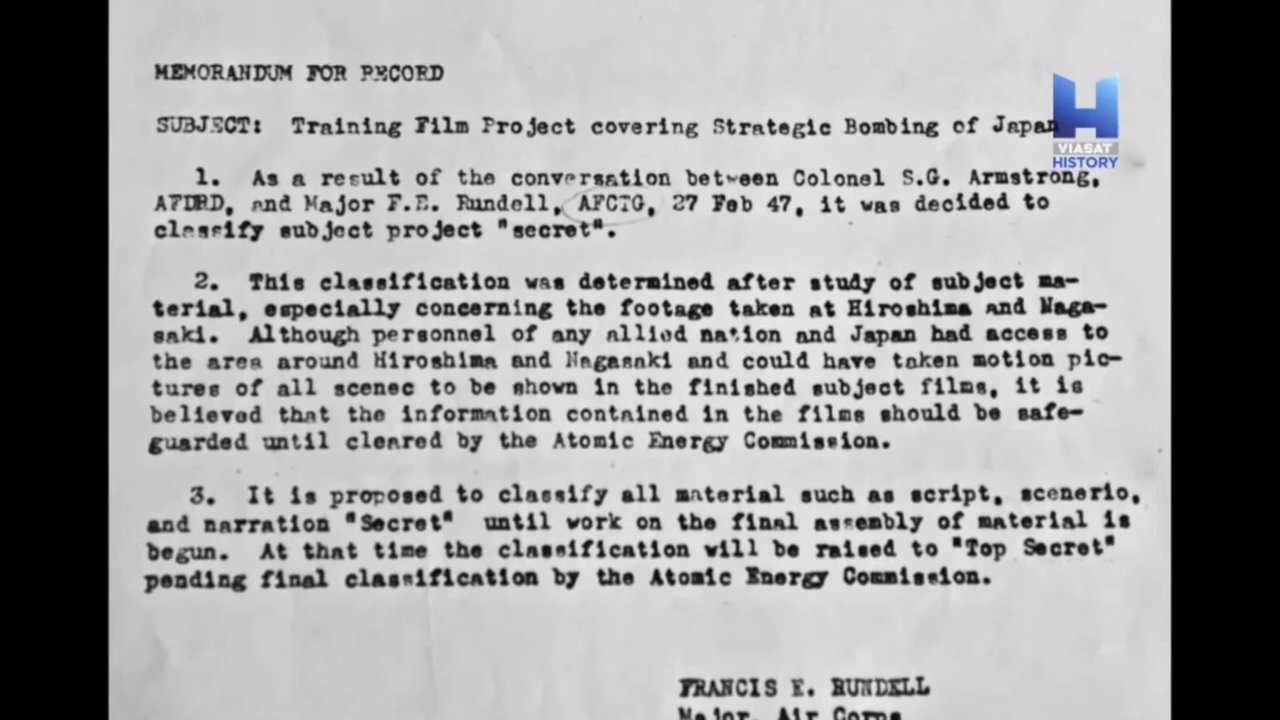 MEMORANDUM FOR RECORD
SUBJECT: Training Film Project covering Strategic Bombing of Japan
H
VIASAT
HISTORY
1. As a result of the conversation between Colonel S.G. Armstrong,
AFDRD, and Major F.E. Rundell, AFCTG, 27 Feb 47, it was decided to
classify subject project "secret".
2. This classification was determined after study of subject ma-
terial, especially concerning the footage taken at Hiroshima and Naga-
saki. Although personnel of any allied nation and Japan had access to
the area around Hiroshima and Nagasaki and could have taken motion pic-
tures of all scenec to be shown in the finished subject films, it is
believed that the information contained in the films should be safe-
guarded until cleared by the Atomic Energy Commission.
3. It is proposed to classify all material such as script, scenerio,
and narration "Secret" until work on the final assembly of material is
begun. At that time the classification will be raised to "Top Secret"
pending final classification by the Atomic Energy Commission.
FRANCIS E. RUNDELL
Major, Air Corps